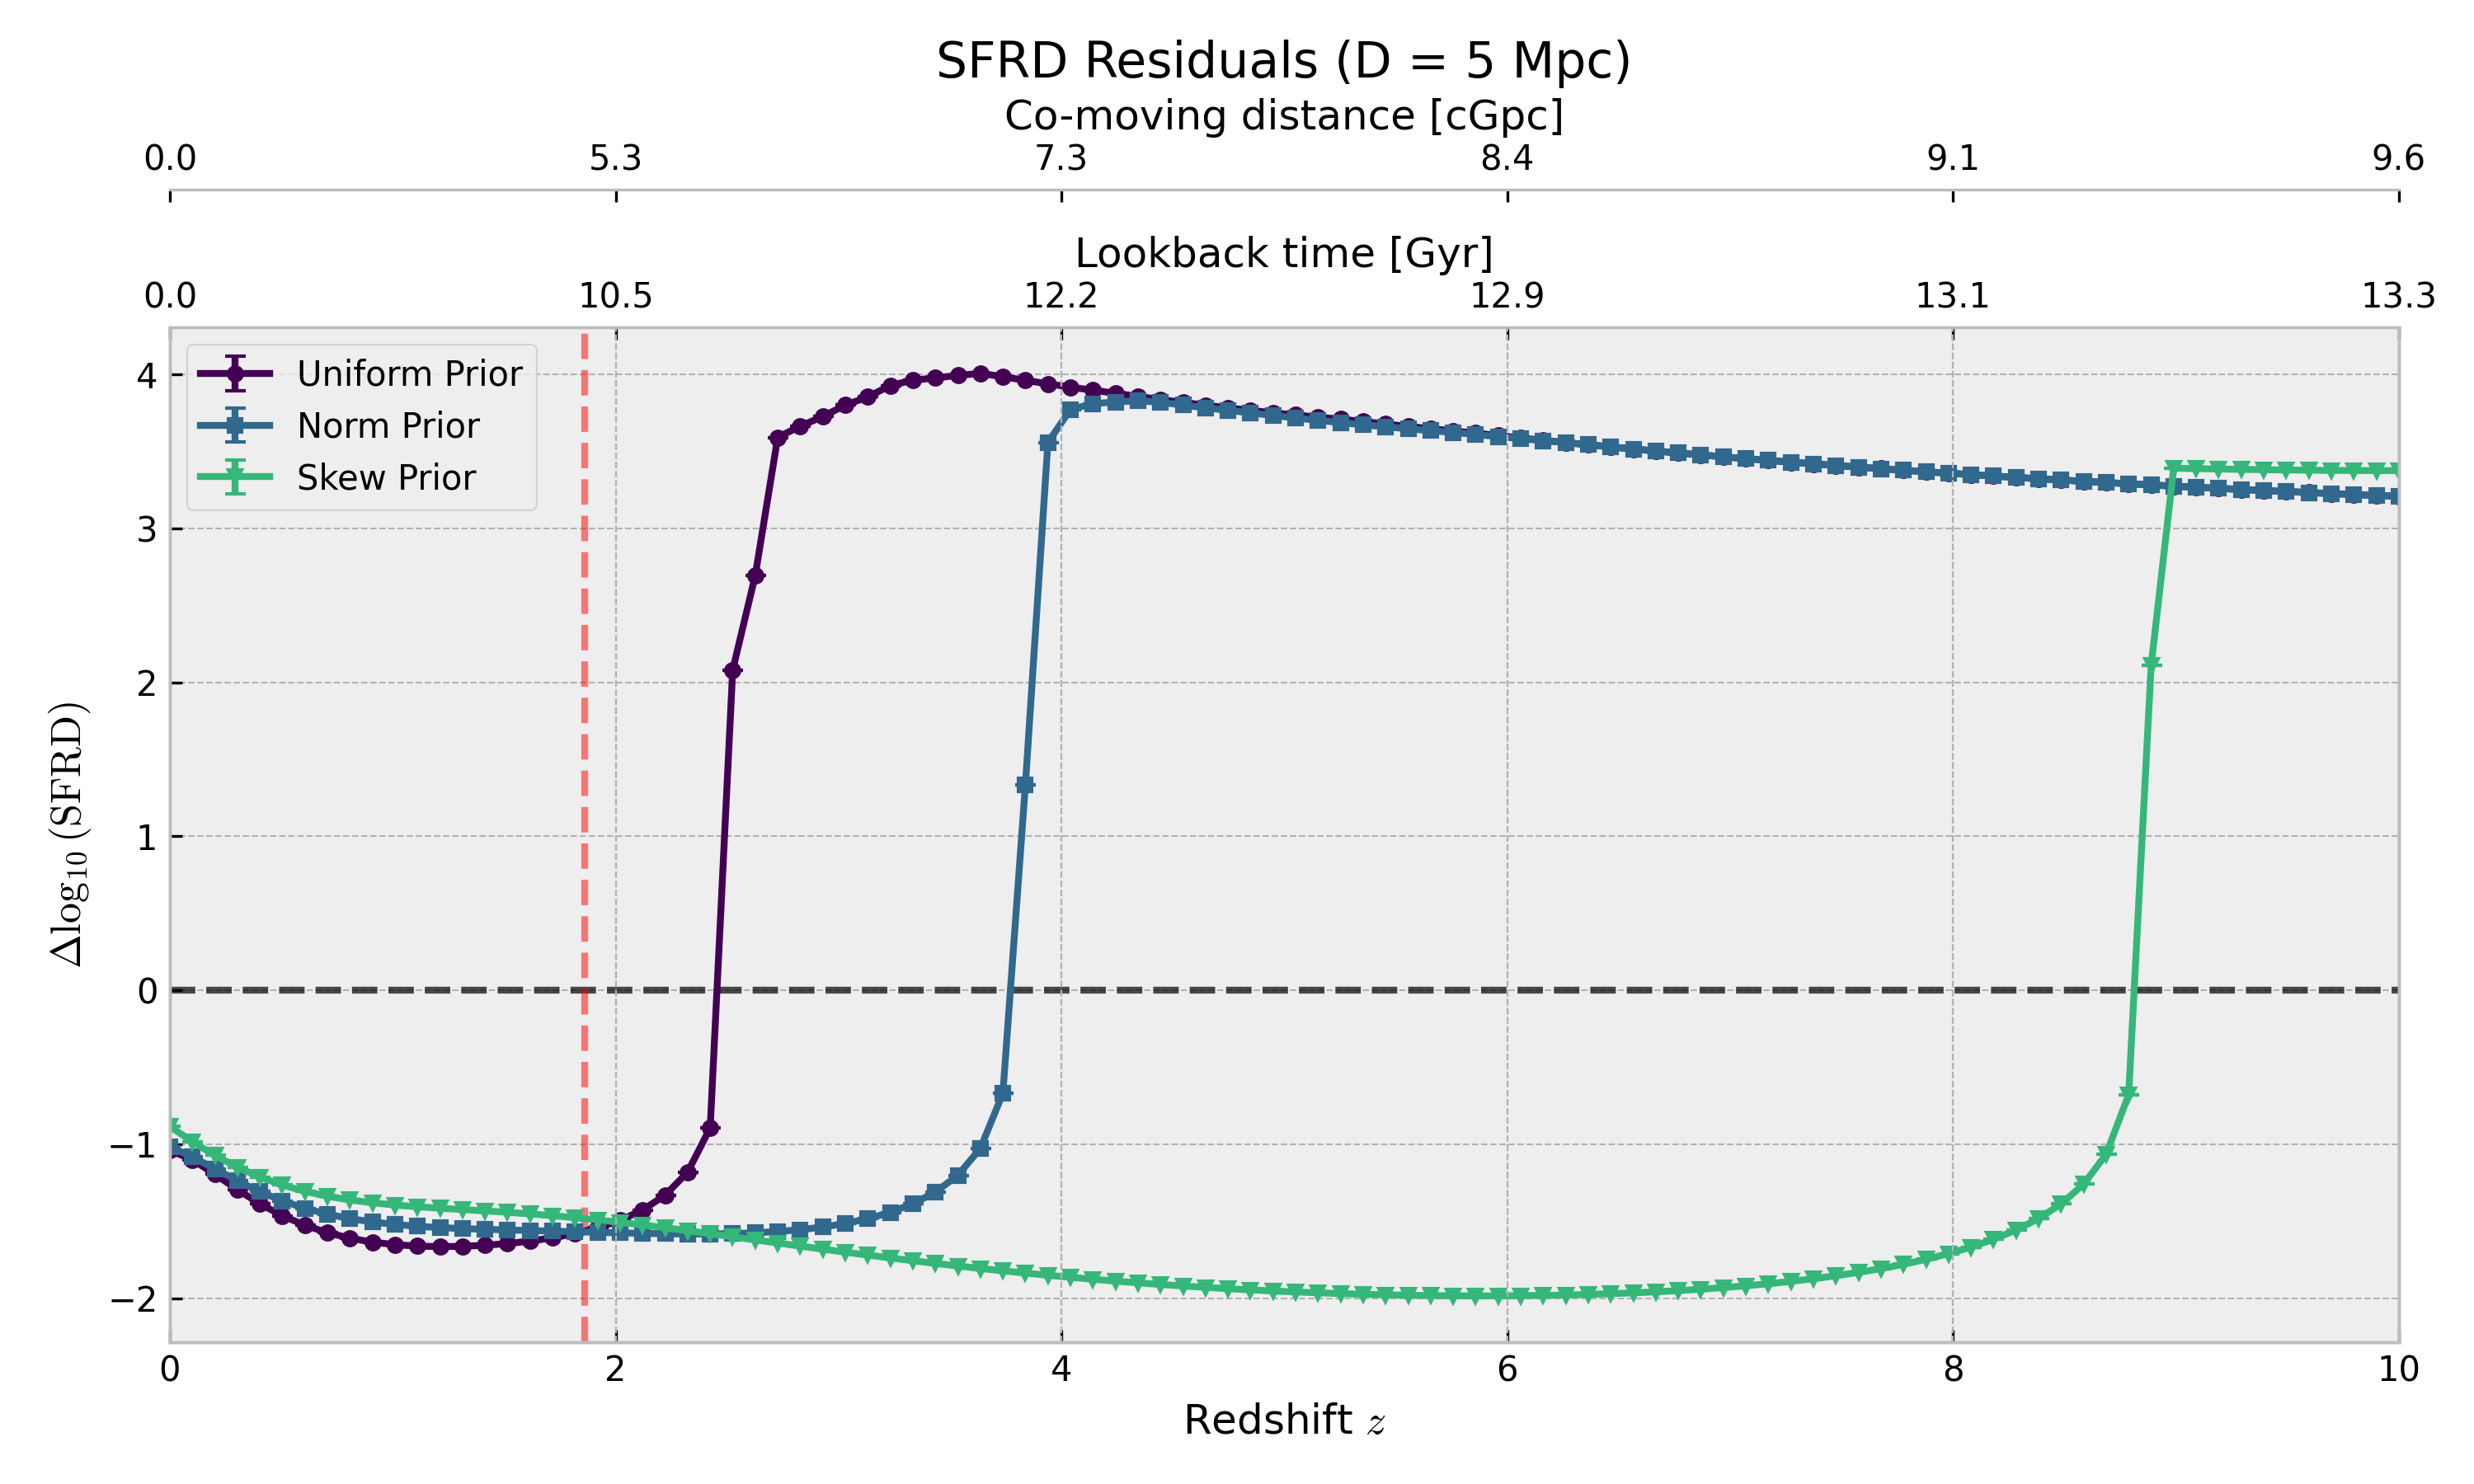 SFRD Residuals (D = 5 Mpc)
Co-moving distance [cGpc]
0.0 5.3 7.3 8.4 9.1 9.6
Lookback time [Gyr]
0.0 10.5 12.2 12.9 13.1 13.3
Uniform Prior
Norm Prior
Skew Prior
4
3
2
1
0
−1
−2
Δlog₁₀(SFRD)
0 2 4 6 8 10
Redshift z